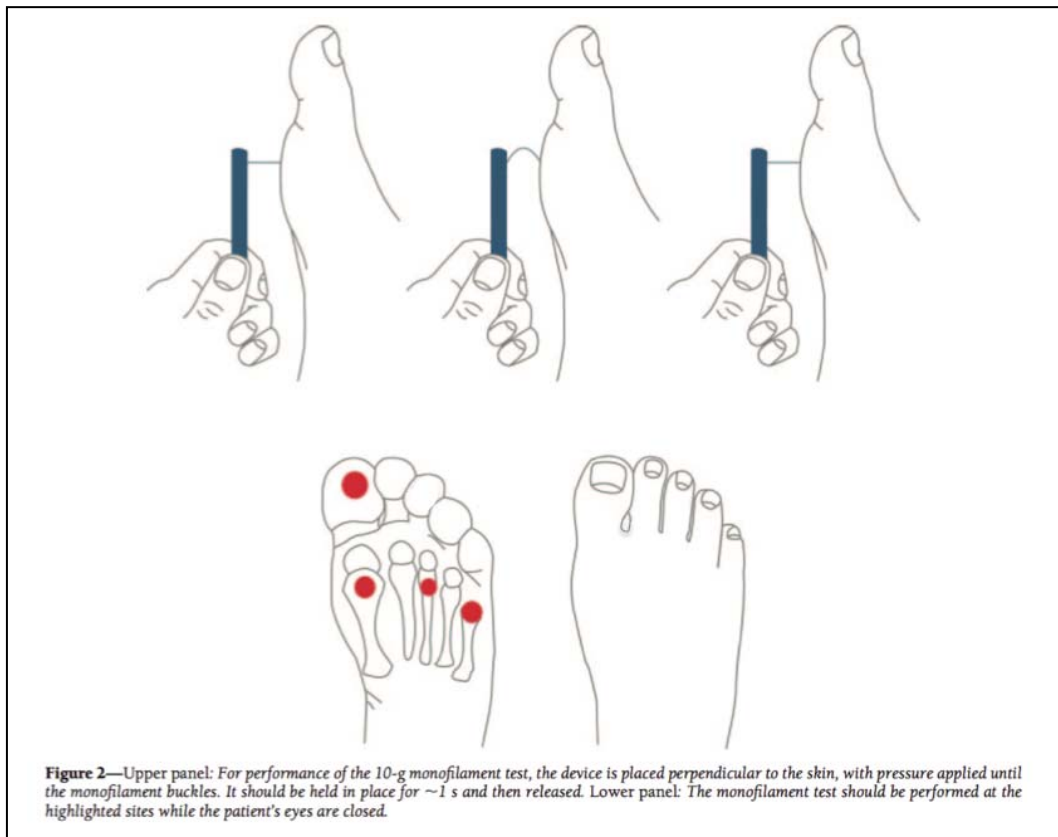 Figure 2—Upper panel: For performance of the 10-g monofilament test, the device is placed perpendicular to the skin, with pressure applied until
the monofilament buckles. It should be held in place for ~1 s and then released. Lower panel: The monofilament test should be performed at the
highlighted sites while the patient's eyes are closed.